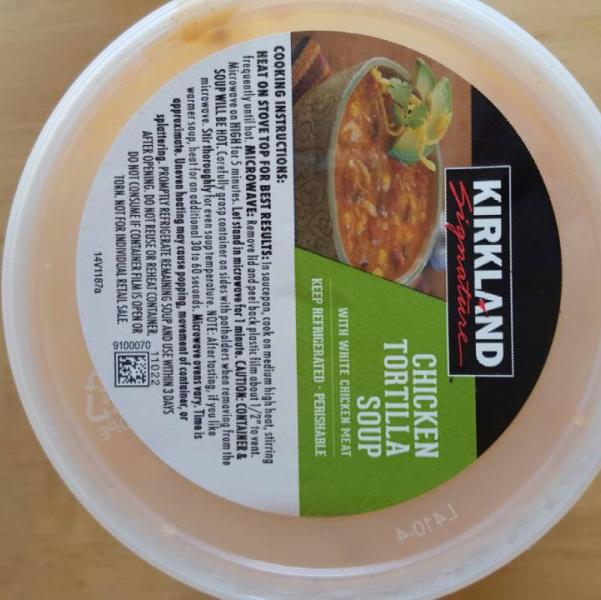 KIRKLAND
Signature
CHICKEN
TORTILLA
SOUP
WITH WHITE CHICKEN MEAT
KEEP REFRIGERATED · PERISHABLE
COOKING INSTRUCTIONS:
HEAT ON STOVE TOP FOR BEST RESULTS: In saucepan, cook on medium high heat, stirring
frequently until hot. MICROWAVE: Remove lid and peel back plastic film about 1/2" to vent.
Microwave on HIGH for 5 minutes. Let stand in microwave for 1 minute. CAUTION: CONTAINER &
SOUP WILL BE HOT. Carefully grasp container on sides with potholders when removing from the
microwave. Stir thoroughly for even soup temperature. NOTE: After tasting, if you like
warmer soup, heat for an additional 30 to 60 seconds. Microwave ovens vary. Time is
approximate. Uneven heating may cause popping, movement of container, or
splattering. PROMPTLY REFRIGERATE REMAINING SOUP AND USE WITHIN 3 DAYS
AFTER OPENING. DO NOT REUSE OR REHEAT CONTAINER.
DO NOT CONSUME IF CONTAINER FILM IS OPEN OR
TORN. NOT FOR INDIVIDUAL RETAIL SALE.
14V1187a
9100070
11022
L410-4